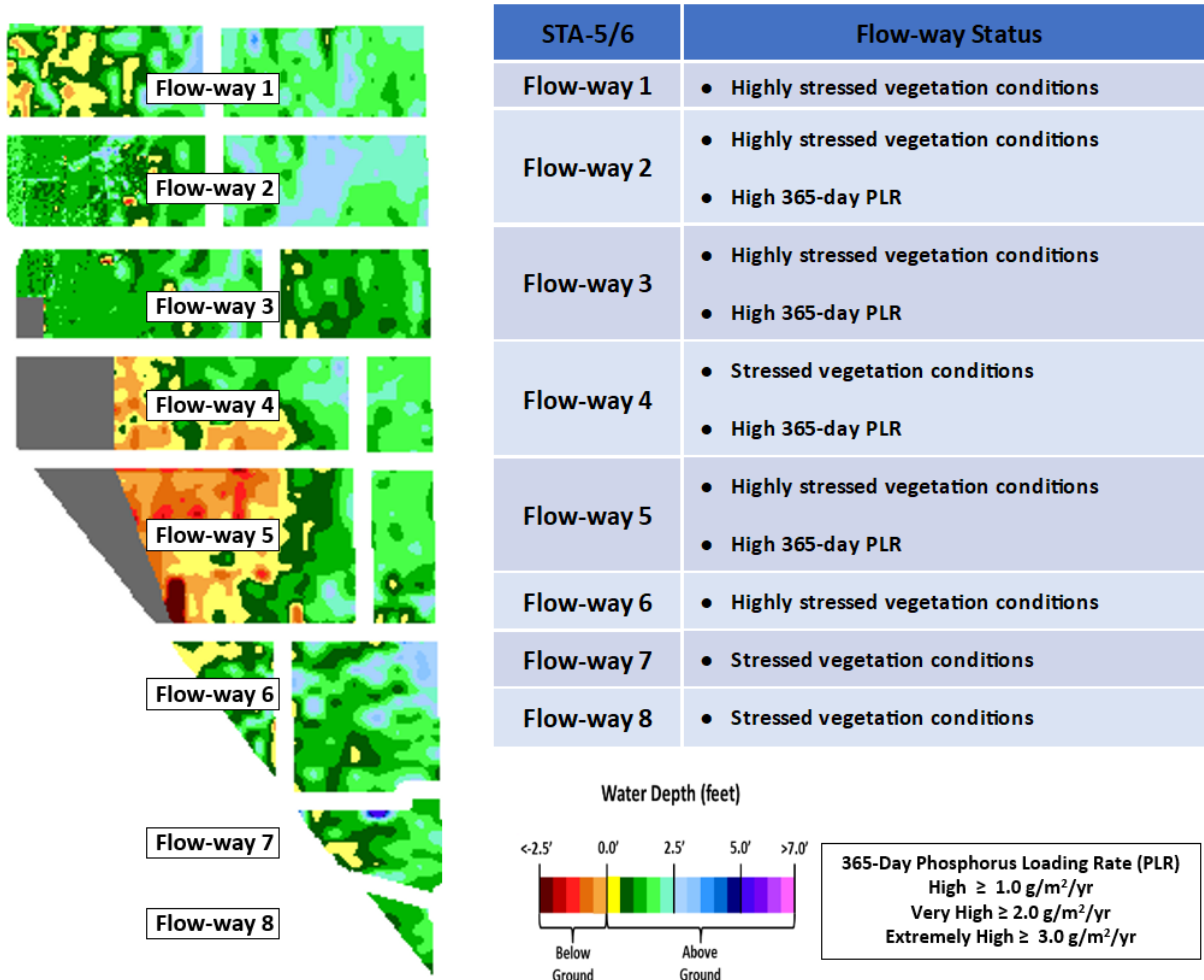 Flow-way 1
Flow-way 2
Flow-way 3
Flow-way 4
Flow-way 5
Flow-way 6
Flow-way 7
Flow-way 8
STA-5/6 Flow-way Status
Flow-way 1 ● Highly stressed vegetation conditions
Flow-way 2 ● Highly stressed vegetation conditions
● High 365-day PLR
Flow-way 3 ● Highly stressed vegetation conditions
● High 365-day PLR
Flow-way 4 ● Stressed vegetation conditions
● High 365-day PLR
Flow-way 5 ● Highly stressed vegetation conditions
● High 365-day PLR
Flow-way 6 ● Highly stressed vegetation conditions
Flow-way 7 ● Stressed vegetation conditions
Flow-way 8 ● Stressed vegetation conditions
Water Depth (feet)
<-2.5' 0.0' 2.5' 5.0' >7.0'
Below Above
Ground Ground
365-Day Phosphorus Loading Rate (PLR)
High ≥ 1.0 g/m²/yr
Very High ≥ 2.0 g/m²/yr
Extremely High ≥ 3.0 g/m²/yr